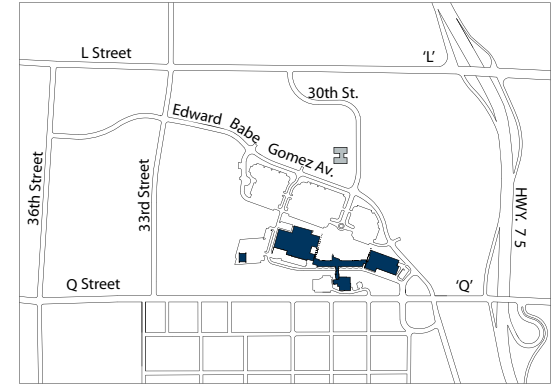 L Street
'L'
30th St.
Edward Babe Gomez Av.
36th Street
33rd Street
HWY. 75
Q Street
'Q'